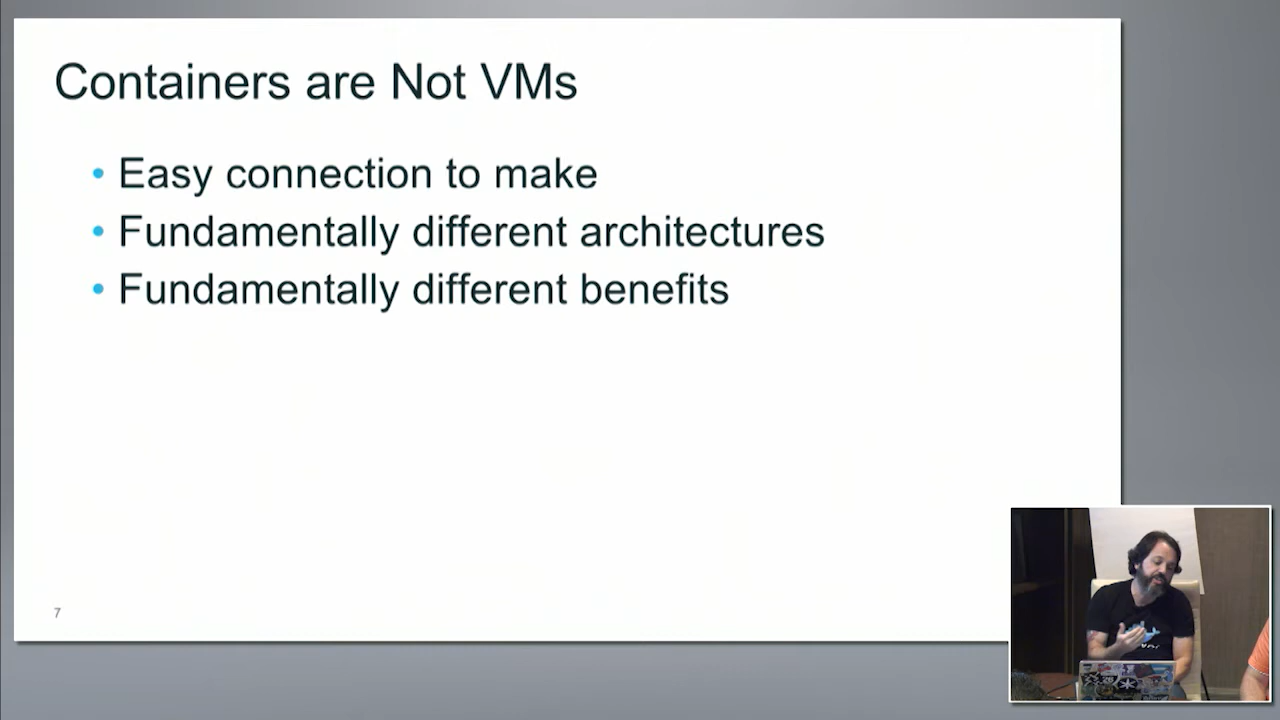 Containers are Not VMs
• Easy connection to make
• Fundamentally different architectures
• Fundamentally different benefits
7